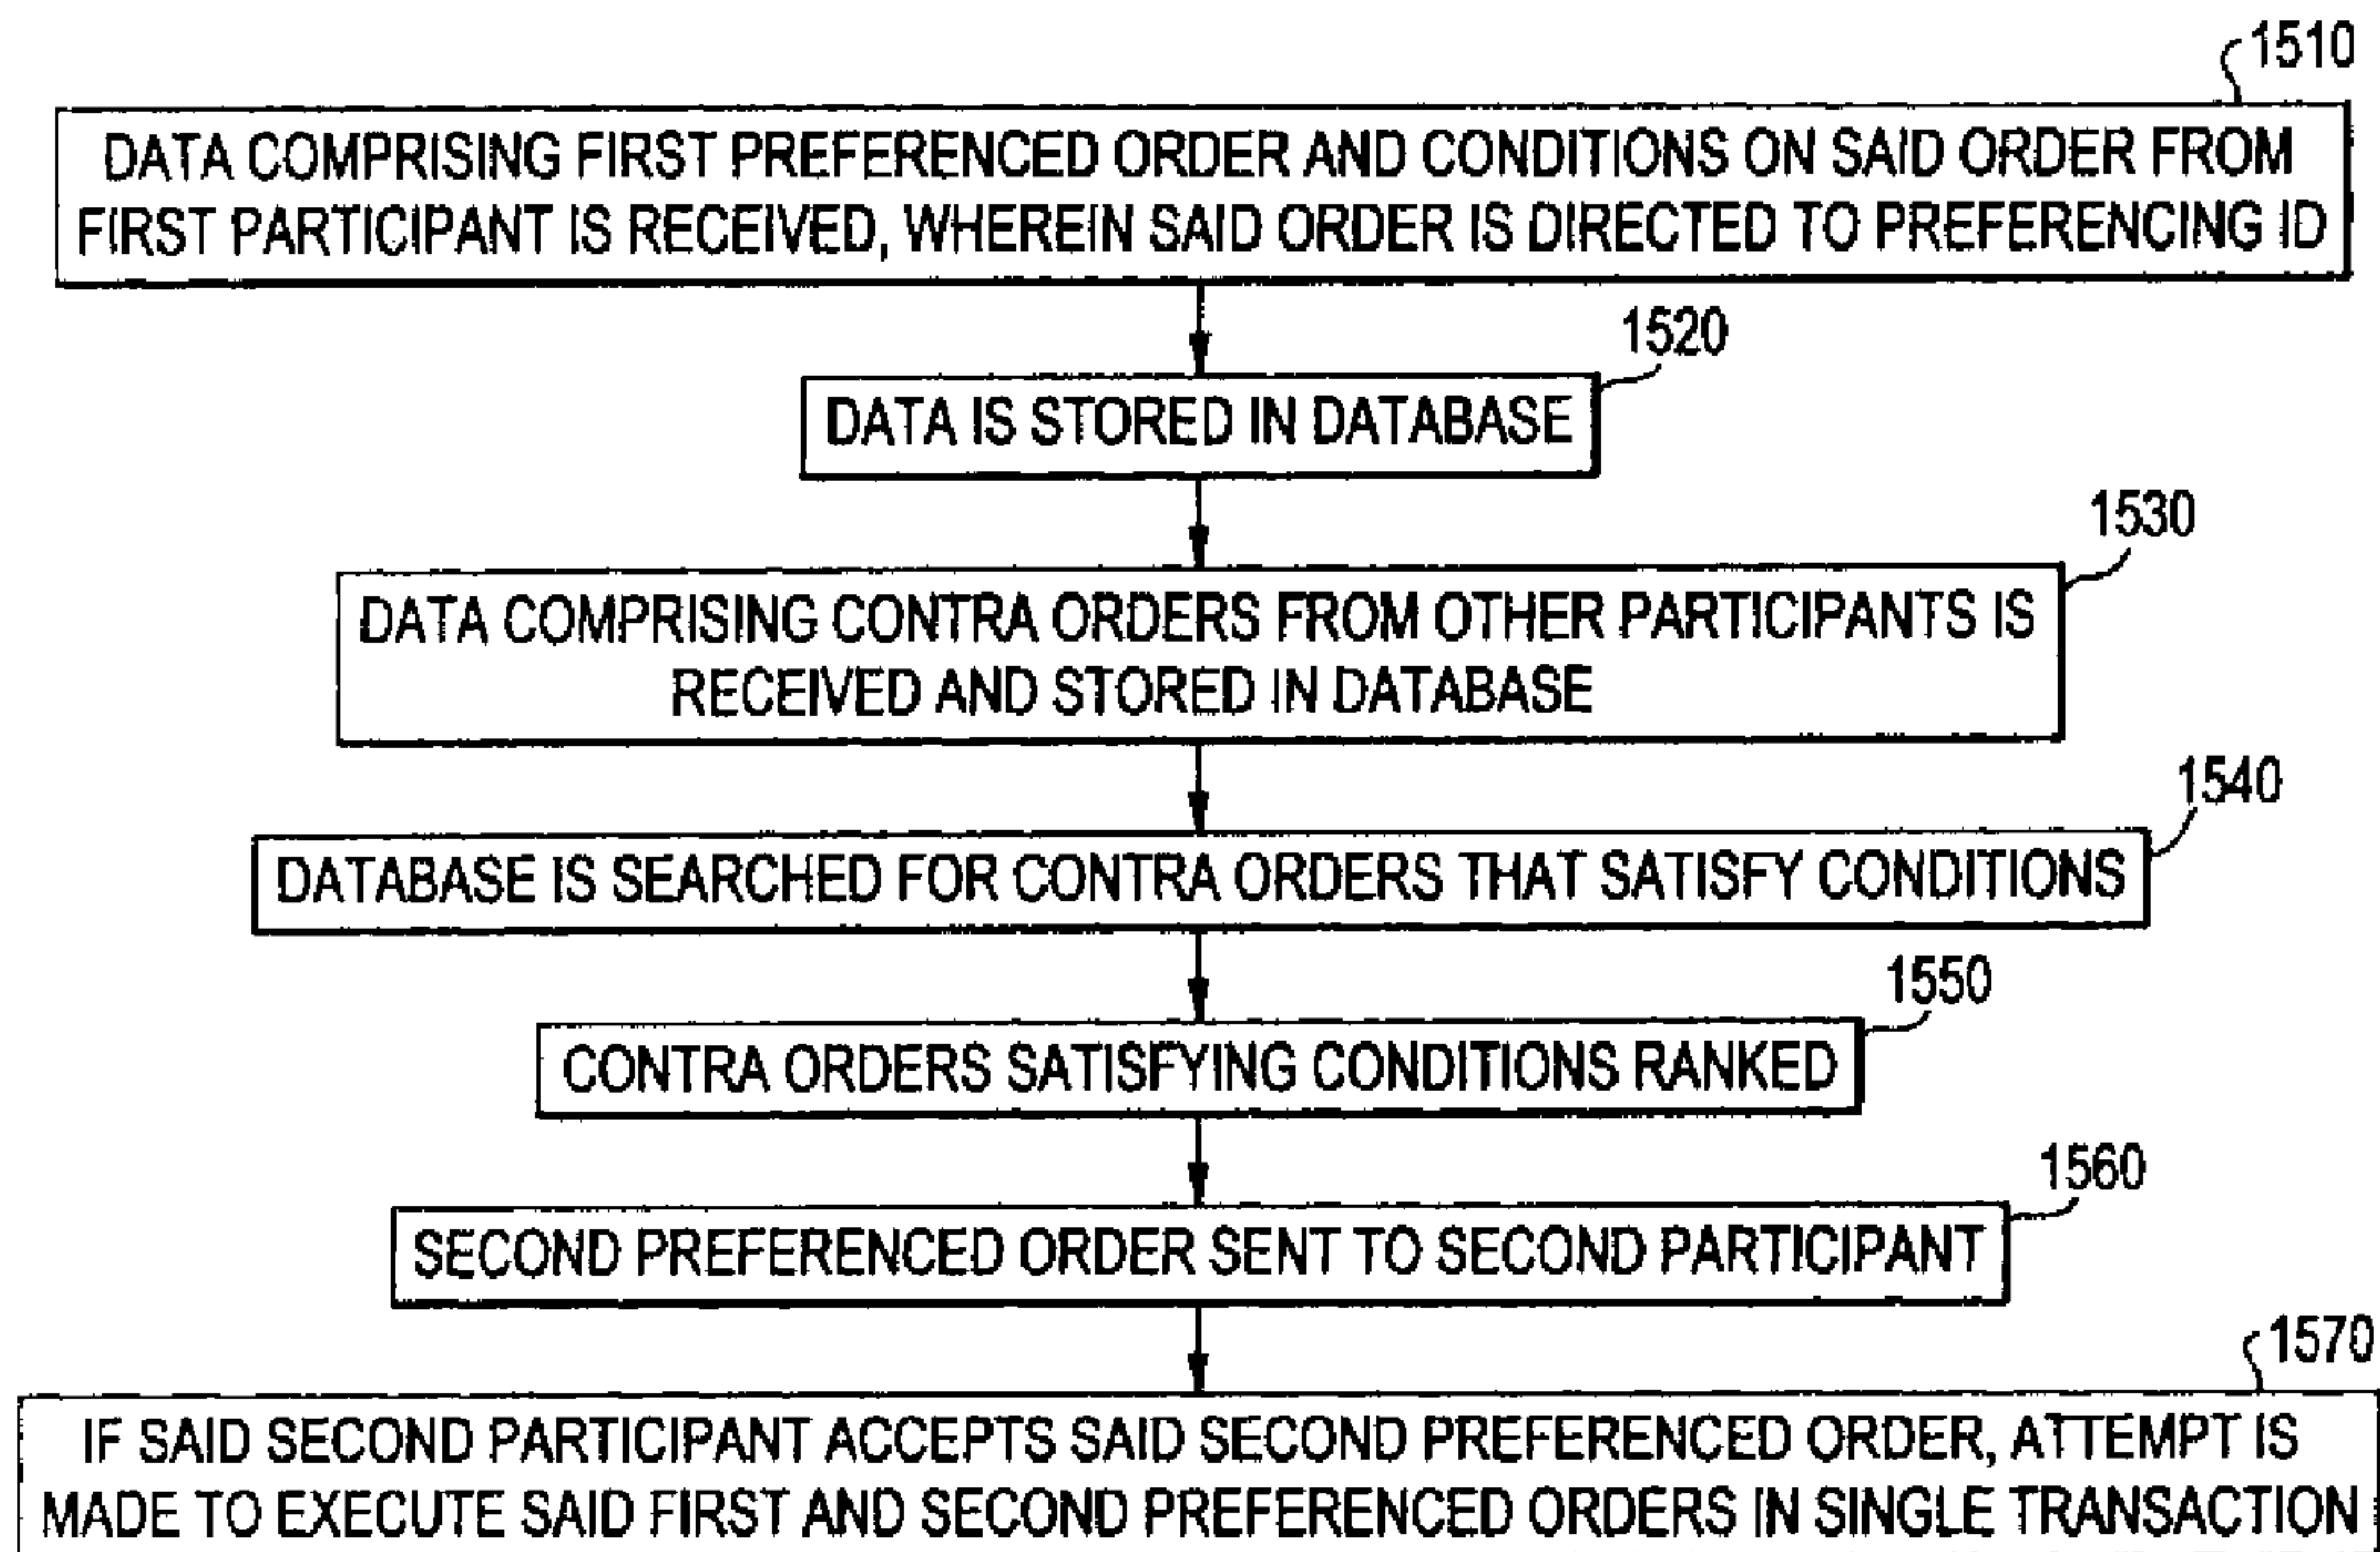 1510
DATA COMPRISING FIRST PREFERENCED ORDER AND CONDITIONS ON SAID ORDER FROM
FIRST PARTICIPANT IS RECEIVED, WHEREIN SAID ORDER IS DIRECTED TO PREFERENCING ID
1520
DATA IS STORED IN DATABASE
1530
DATA COMPRISING CONTRA ORDERS FROM OTHER PARTICIPANTS IS
RECEIVED AND STORED IN DATABASE
1540
DATABASE IS SEARCHED FOR CONTRA ORDERS THAT SATISFY CONDITIONS
1550
CONTRA ORDERS SATISFYING CONDITIONS RANKED
1560
SECOND PREFERENCED ORDER SENT TO SECOND PARTICIPANT
1570
IF SAID SECOND PARTICIPANT ACCEPTS SAID SECOND PREFERENCED ORDER, ATTEMPT IS
MADE TO EXECUTE SAID FIRST AND SECOND PREFERENCED ORDERS IN SINGLE TRANSACTION